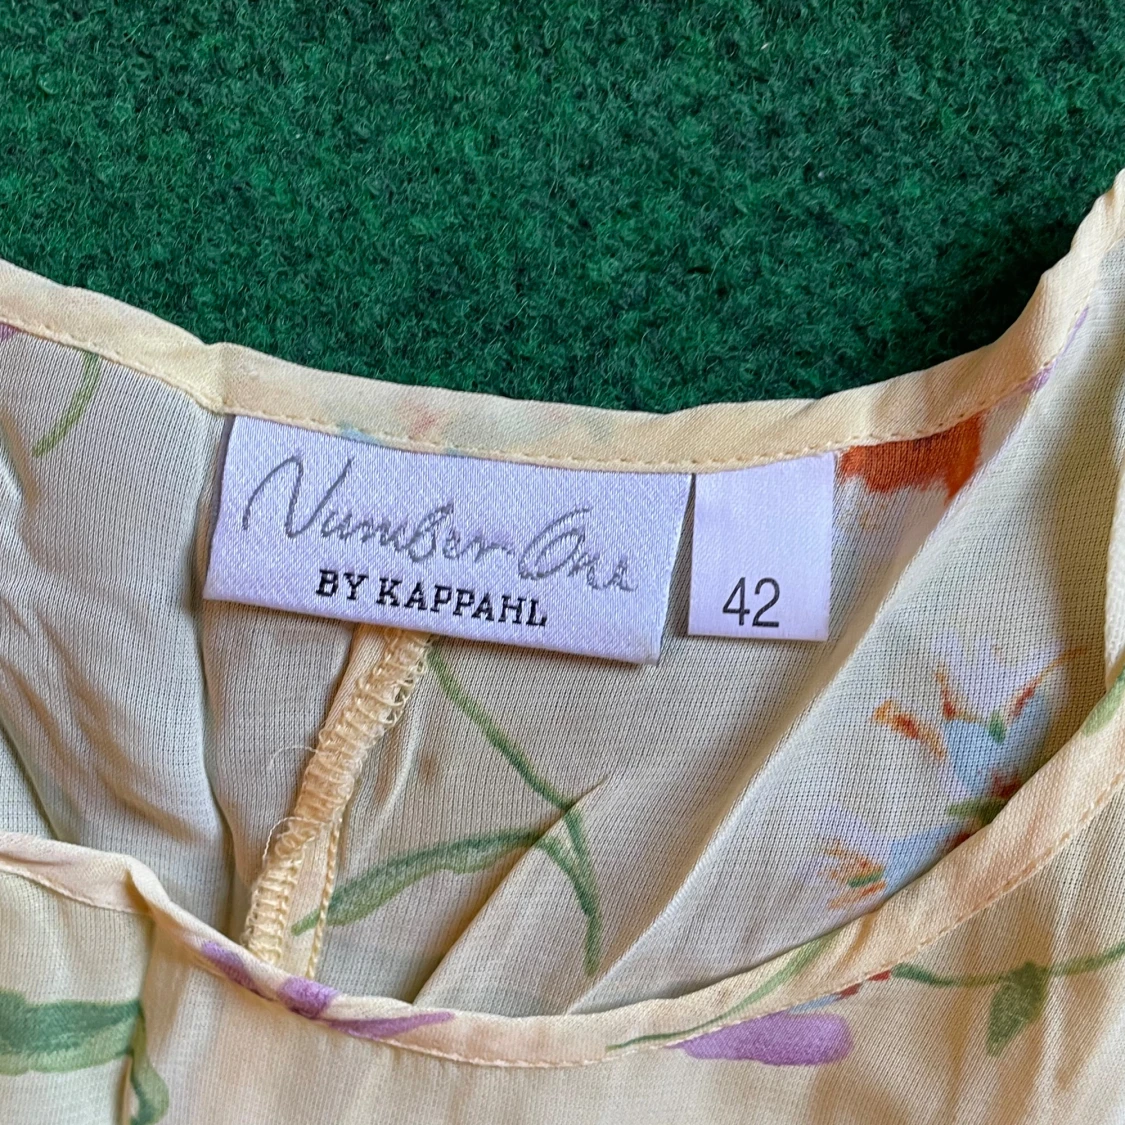 Number One
BY KAPPAHL
42